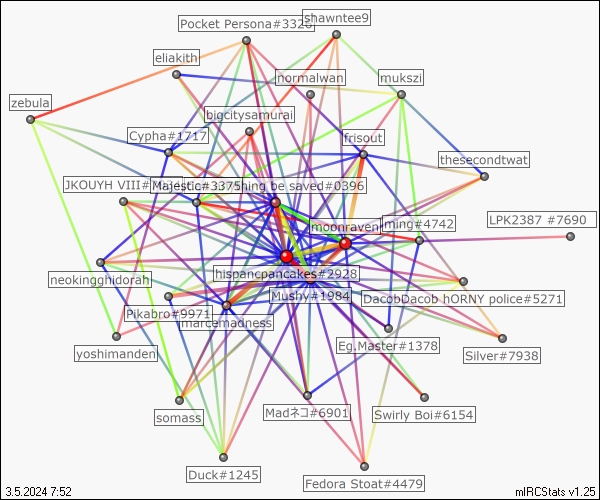 shawntee9
Pocket Persona#3326
eliakith
normalwan
mukszi
zebula
bigcitysamurai
Cypha#1717
frisout
thesecondtwat
JKOUYH VIII#
Majestic#3375
hing be saved#0396
LPK2387 #7690
moonraven
ming#4742
neokingghidorah
hispancpancakes#2928
Mushy#1984
DacobDacob hORNY police#5271
Pikabro#9971
marcemadness
yoshimanden
Eg.Master#1378
Silver#7938
somass
Madネコ#6901
Swirly Boi#6154
Duck#1245
Fedora Stoat#4479
3.5.2024 7:52
mIRCStats v1.25